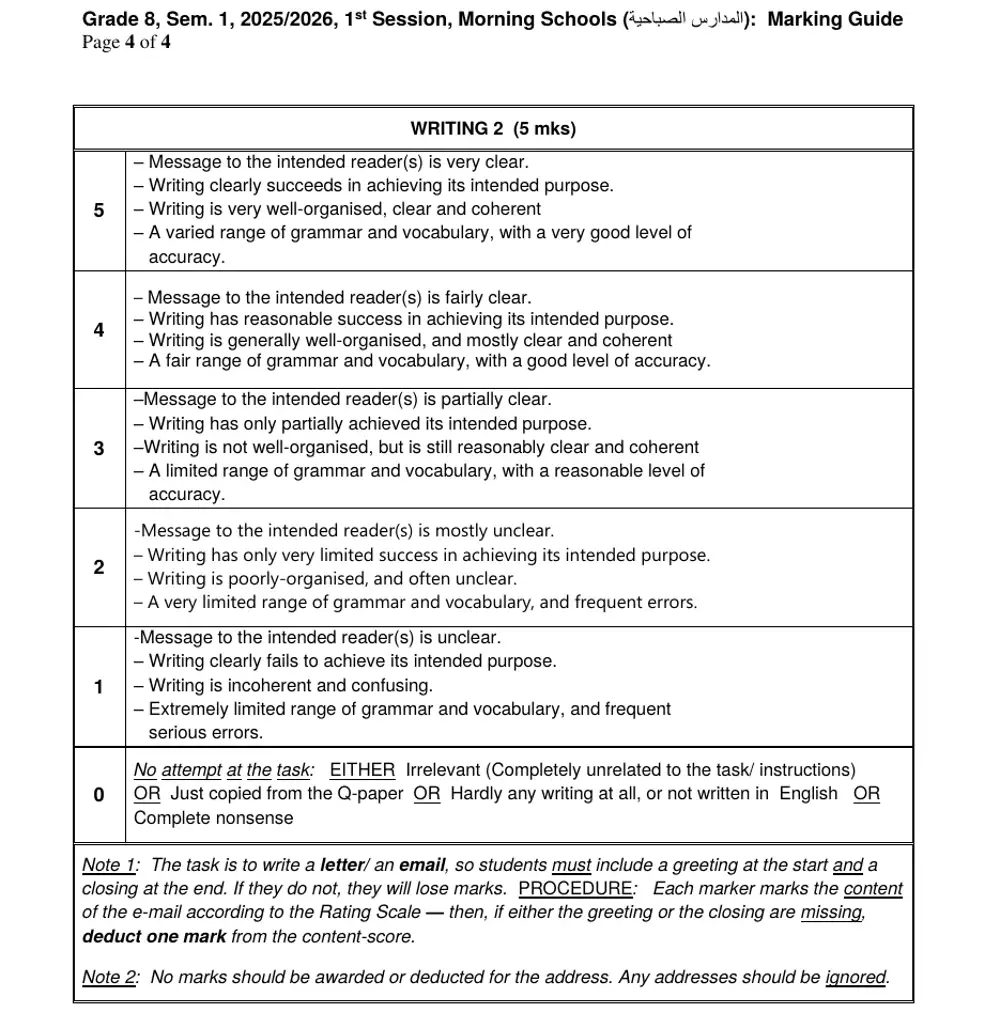 Grade 8, Sem. 1, 2025/2026, 1st Session, Morning Schools (المدارس الصباحية): Marking Guide
Page 4 of 4
WRITING 2 (5 mks)
5
– Message to the intended reader(s) is very clear.
– Writing clearly succeeds in achieving its intended purpose.
– Writing is very well-organised, clear and coherent
– A varied range of grammar and vocabulary, with a very good level of
accuracy.
4
– Message to the intended reader(s) is fairly clear.
– Writing has reasonable success in achieving its intended purpose.
– Writing is generally well-organised, and mostly clear and coherent
– A fair range of grammar and vocabulary, with a good level of accuracy.
3
–Message to the intended reader(s) is partially clear.
– Writing has only partially achieved its intended purpose.
–Writing is not well-organised, but is still reasonably clear and coherent
– A limited range of grammar and vocabulary, with a reasonable level of
accuracy.
2
-Message to the intended reader(s) is mostly unclear.
– Writing has only very limited success in achieving its intended purpose.
– Writing is poorly-organised, and often unclear.
– A very limited range of grammar and vocabulary, and frequent errors.
1
-Message to the intended reader(s) is unclear.
– Writing clearly fails to achieve its intended purpose.
– Writing is incoherent and confusing.
– Extremely limited range of grammar and vocabulary, and frequent
serious errors.
0
No attempt at the task: EITHER Irrelevant (Completely unrelated to the task/ instructions)
OR Just copied from the Q-paper OR Hardly any writing at all, or not written in English OR
Complete nonsense
Note 1: The task is to write a letter/ an email, so students must include a greeting at the start and a
closing at the end. If they do not, they will lose marks. PROCEDURE: Each marker marks the content
of the e-mail according to the Rating Scale — then, if either the greeting or the closing are missing,
deduct one mark from the content-score.
Note 2: No marks should be awarded or deducted for the address. Any addresses should be ignored.